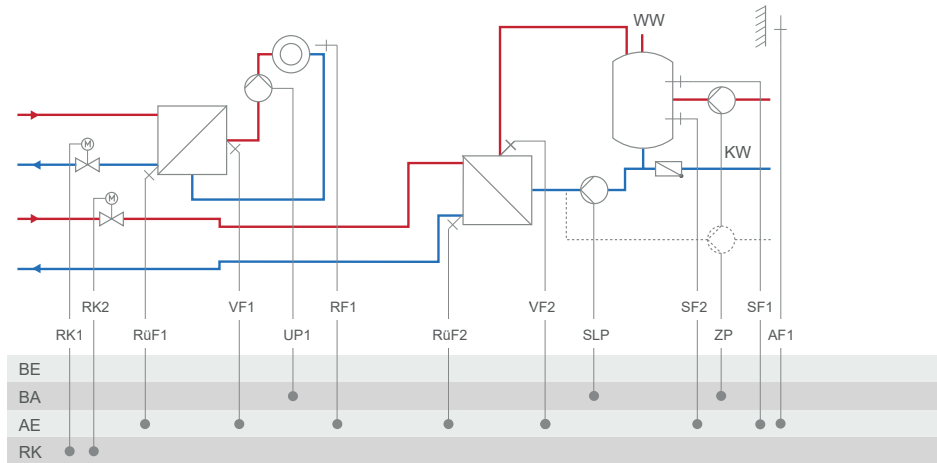 WW
M
KW
M
RK2 VF1 RF1 VF2 SF2 SF1
RK1 RüF1 UP1 RüF2 SLP ZP AF1
BE
BA
AE
RK